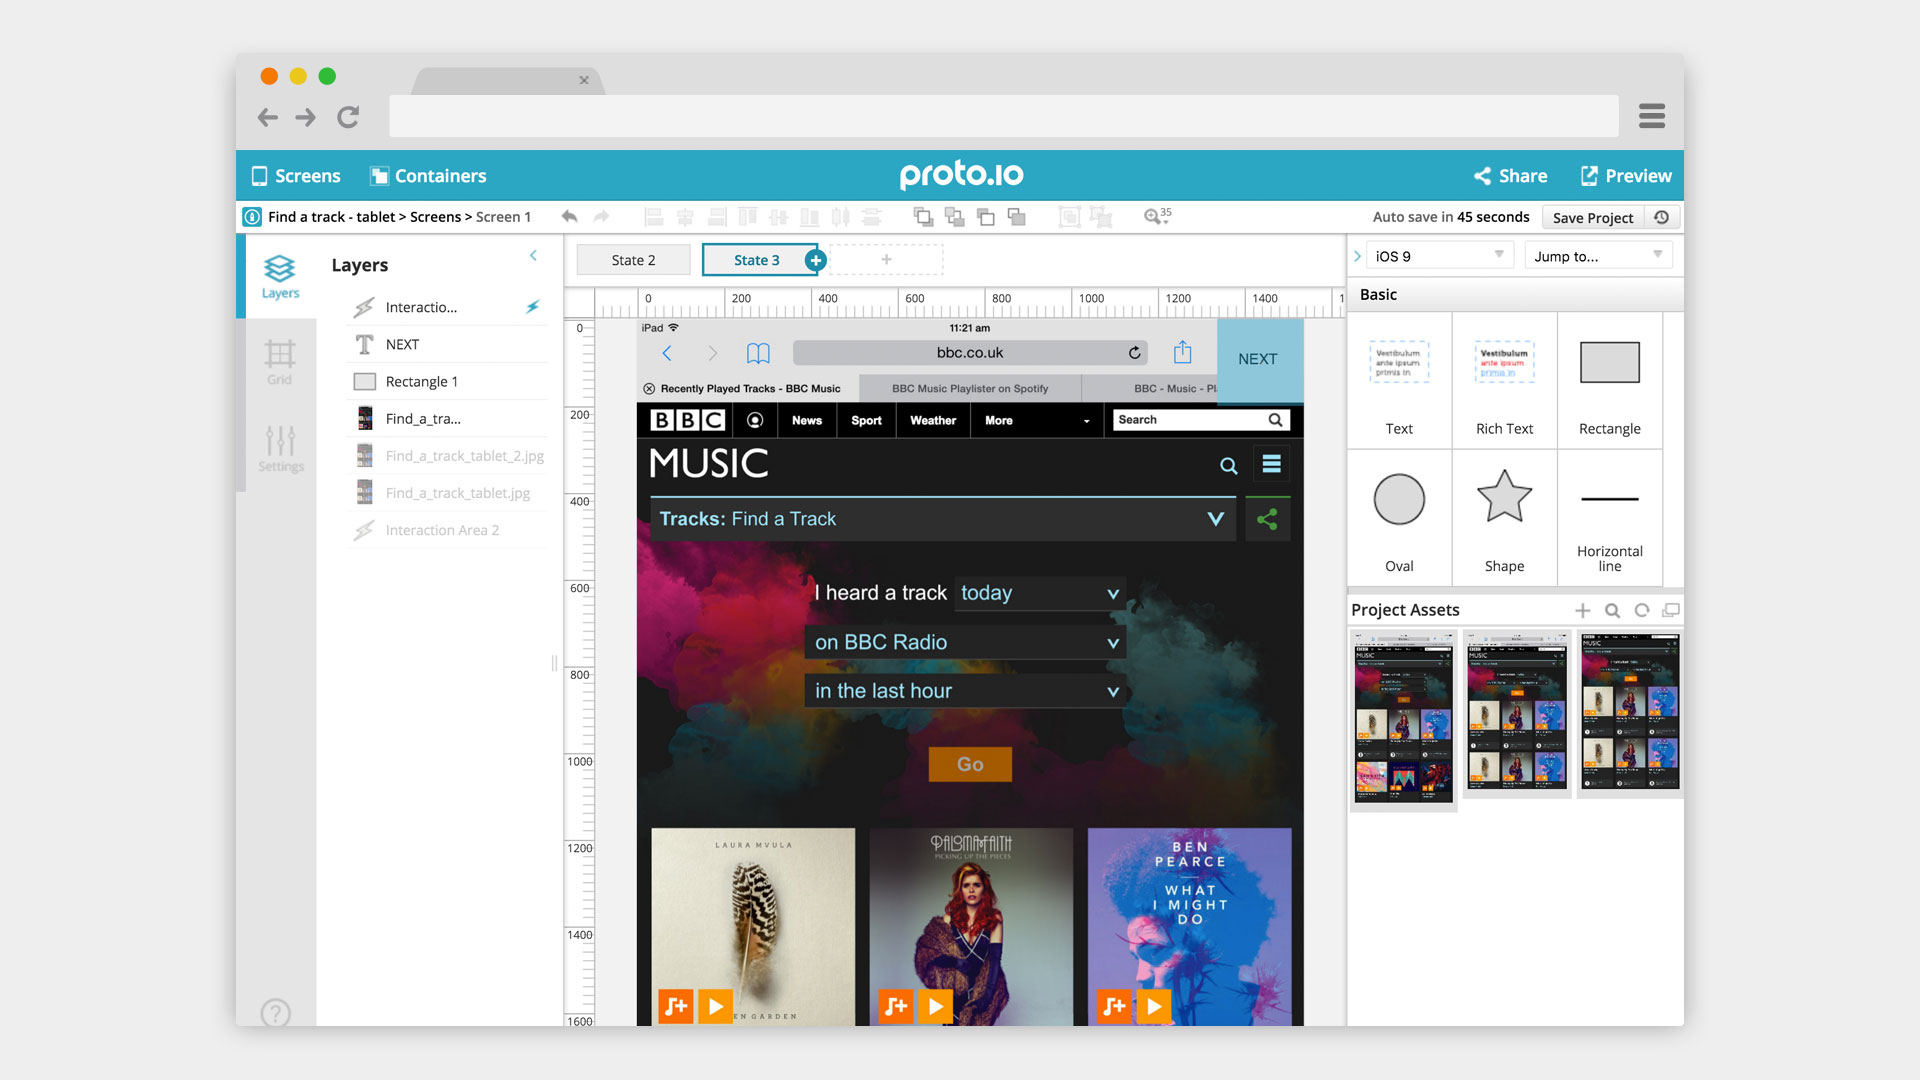 Screens
Containers
proto.io
Share
Preview
Find a track - tablet > Screens > Screen 1
35
Auto save in 45 seconds
Save Project
Layers
Grid
Settings
Layers
Interactio...
NEXT
Rectangle 1
Find_a_tra...
Find_a_track_tablet_2.jpg
Find_a_track_tablet.jpg
Interaction Area 2
State 2
State 3
0 200 400 600 800 1000 1200 1400 1
0
200
400
600
800
1000
1200
1400
1600
iPad
11:21 am
bbc.co.uk
NEXT
Recently Played Tracks - BBC Music
BBC Music Playlister on Spotify
BBC - Music - Pl
BBC
News
Sport
Weather
More
Search
MUSIC
Tracks: Find a Track
I heard a track today
on BBC Radio
in the last hour
Go
LAURA MVULA
EN GARDEN
PALOMA FAITH
PICKING UP THE PIECES
BEN
PEARCE
WHAT
I MIGHT
DO
iOS 9
Jump to...
Basic
Vestibulum
ante ipsum
primis in
Text
Vestibulum
ante ipsum
primis in
Rich Text
Rectangle
Oval
Shape
Horizontal
line
Project Assets
MUSIC
MUSIC
MUSIC